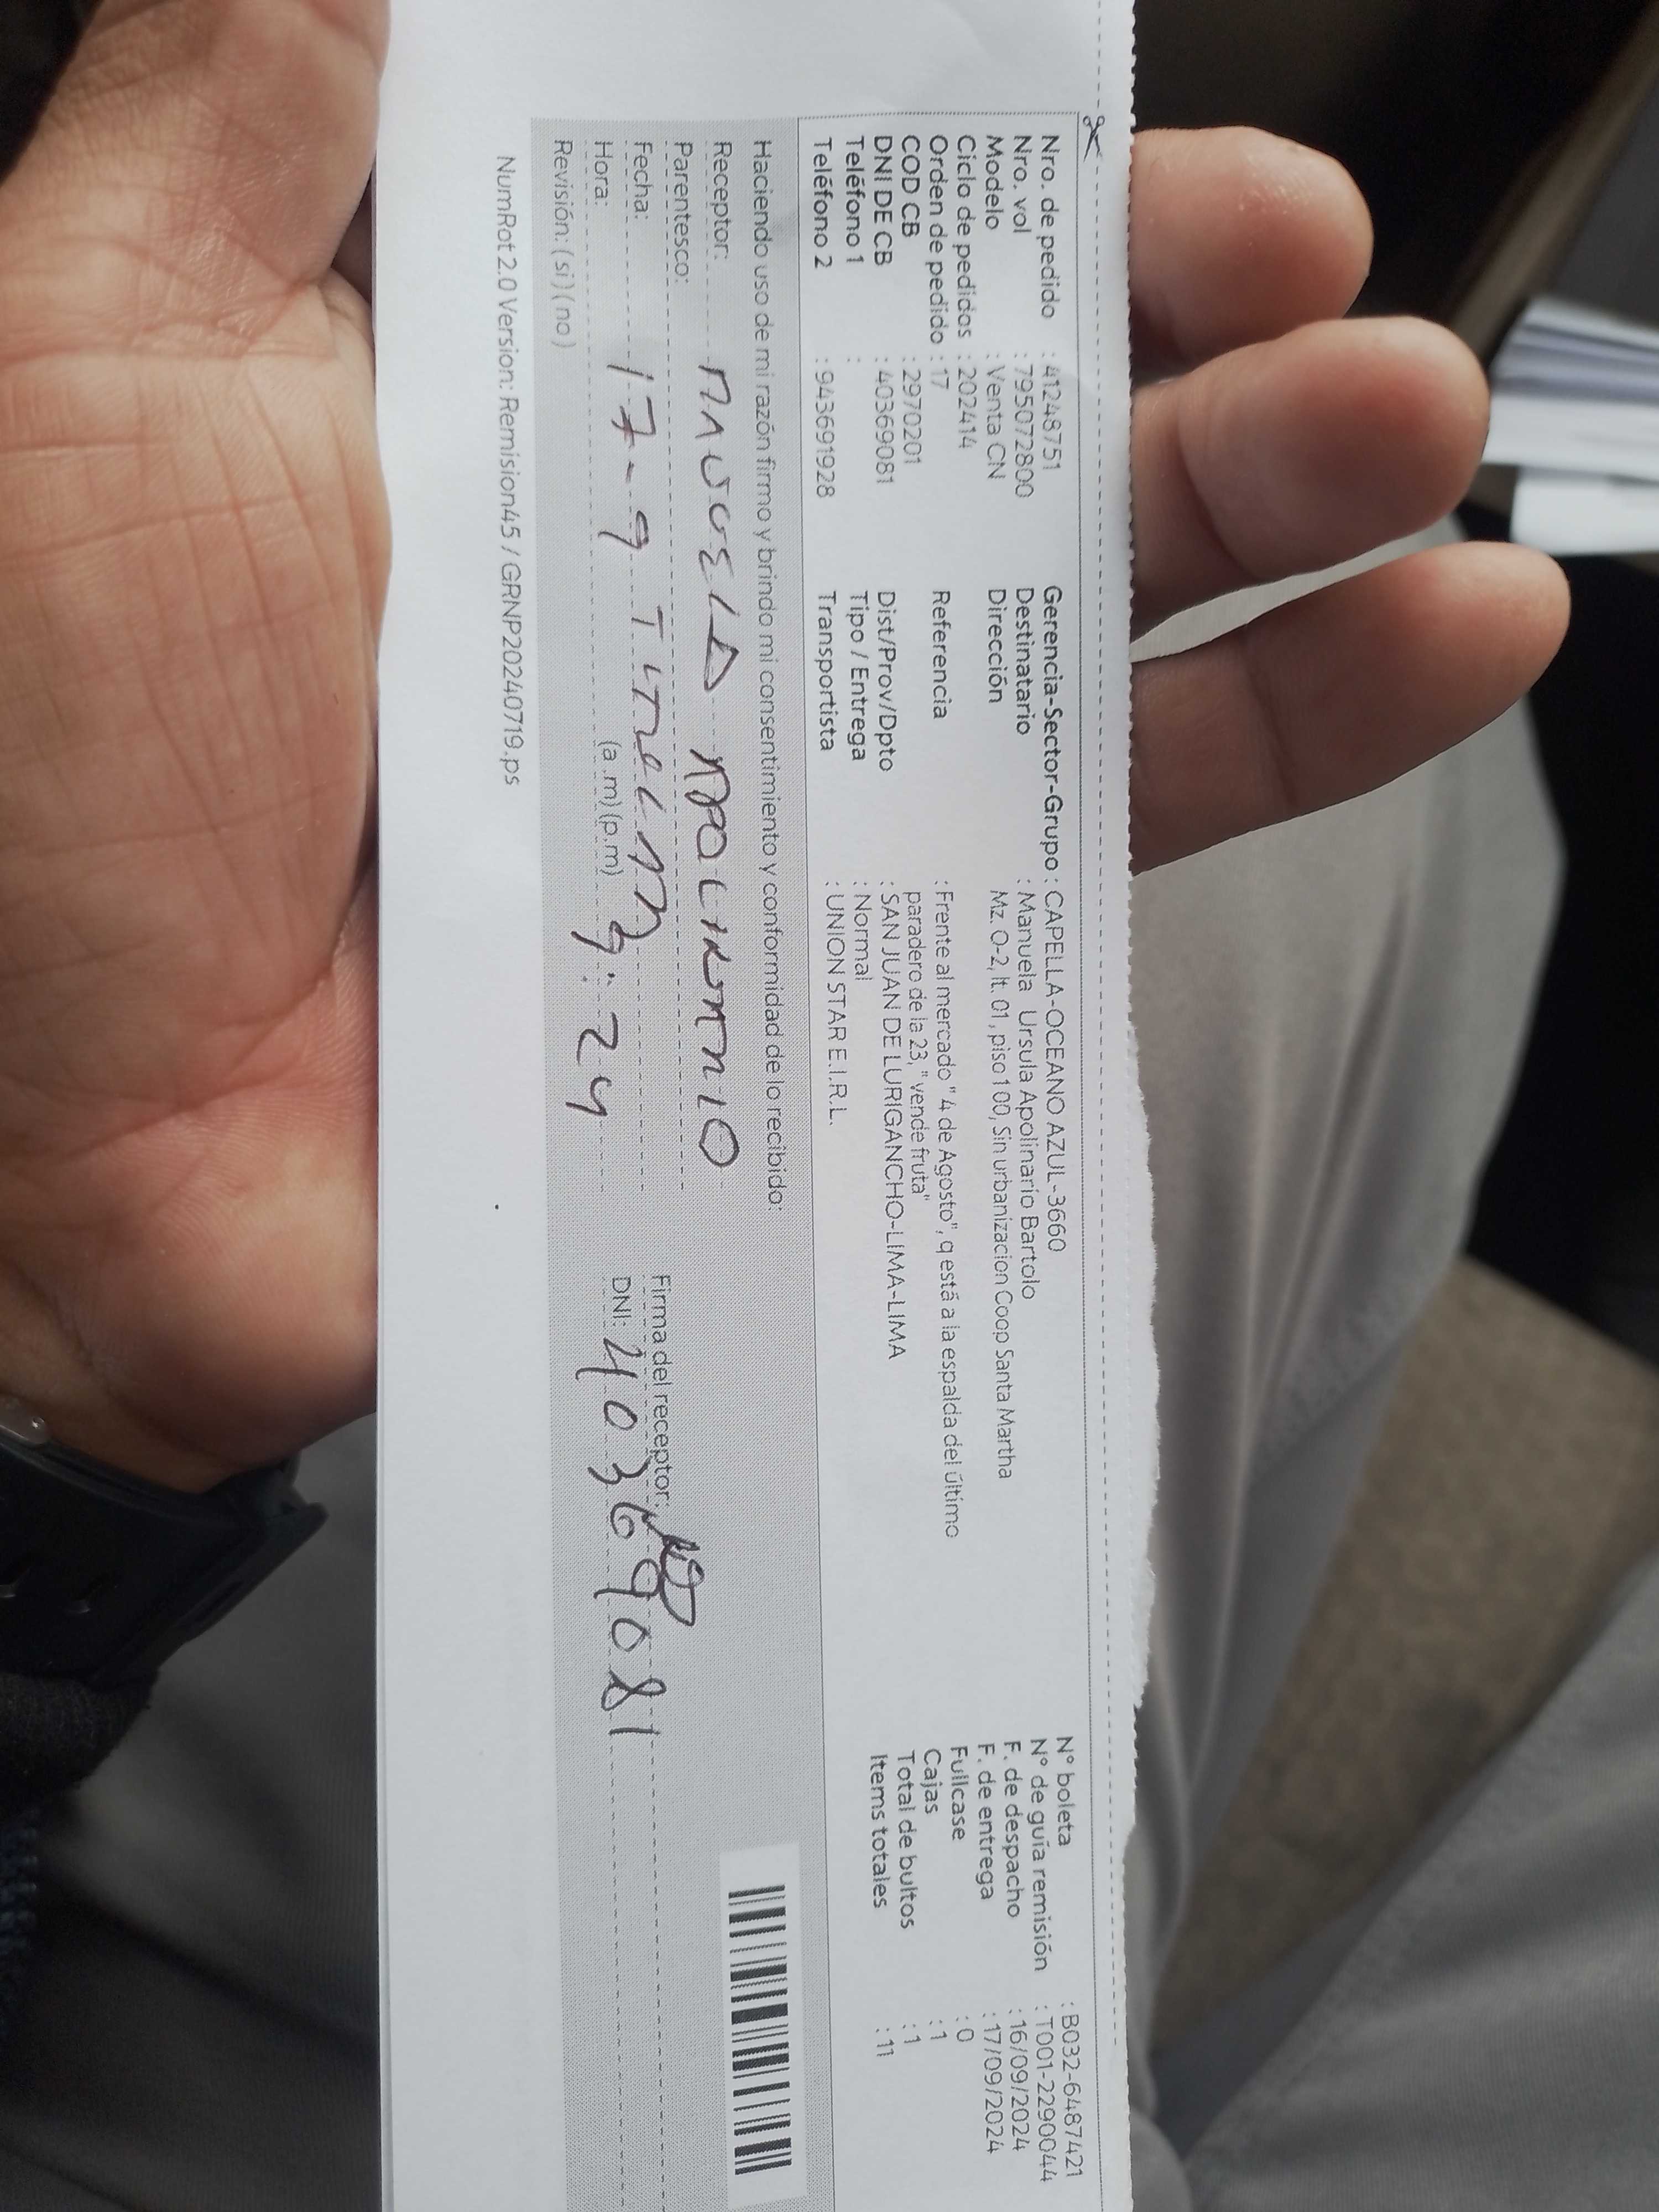 Nro. de pedido : 41248751
Nro. vol : 795072800
Modelo : Venta CN
Ciclo de pedidos : 202414
Orden de pedido : 17
COD CB : 2970201
DNI DE CB : 40369081
Teléfono 1 :
Teléfono 2 : 943691928
Gerencia-Sector-Grupo : CAPELLA-OCEANO AZUL-3660
Destinatario : Manuela Ursula Apolinario Bartolo
Dirección Mz. O-2, lt. 01, piso 1 00, Sin urbanizacion Coop Santa Martha
Referencia : Frente al mercado " 4 de Agosto", q está a la espalda del último
paradero de la 23, " vende fruta"
Dist/Prov/Dpto : SAN JUAN DE LURIGANCHO-LIMA-LIMA
Tipo / Entrega : Normal
Transportista : UNION STAR E.I.R.L.
N° boleta : B032-6487421
N° de guía remisión : T001-2290044
F. de despacho : 16/09/2024
F. de entrega : 17/09/2024
Fullcase : 0
Cajas : 1
Total de bultos : 1
Items totales : 11
Haciendo uso de mi razón firmo y brindo mi consentimiento y conformidad de lo recibido:
Receptor: MANUELA
Parentesco:
Fecha: 17-9
Hora: (a.m) (p.m) 3:24
Revisión: ( si ) ( no )
Firma del receptor:
DNI: 40369081
NumRot 2.0 Version: Remision45 / GRNP20240719.ps